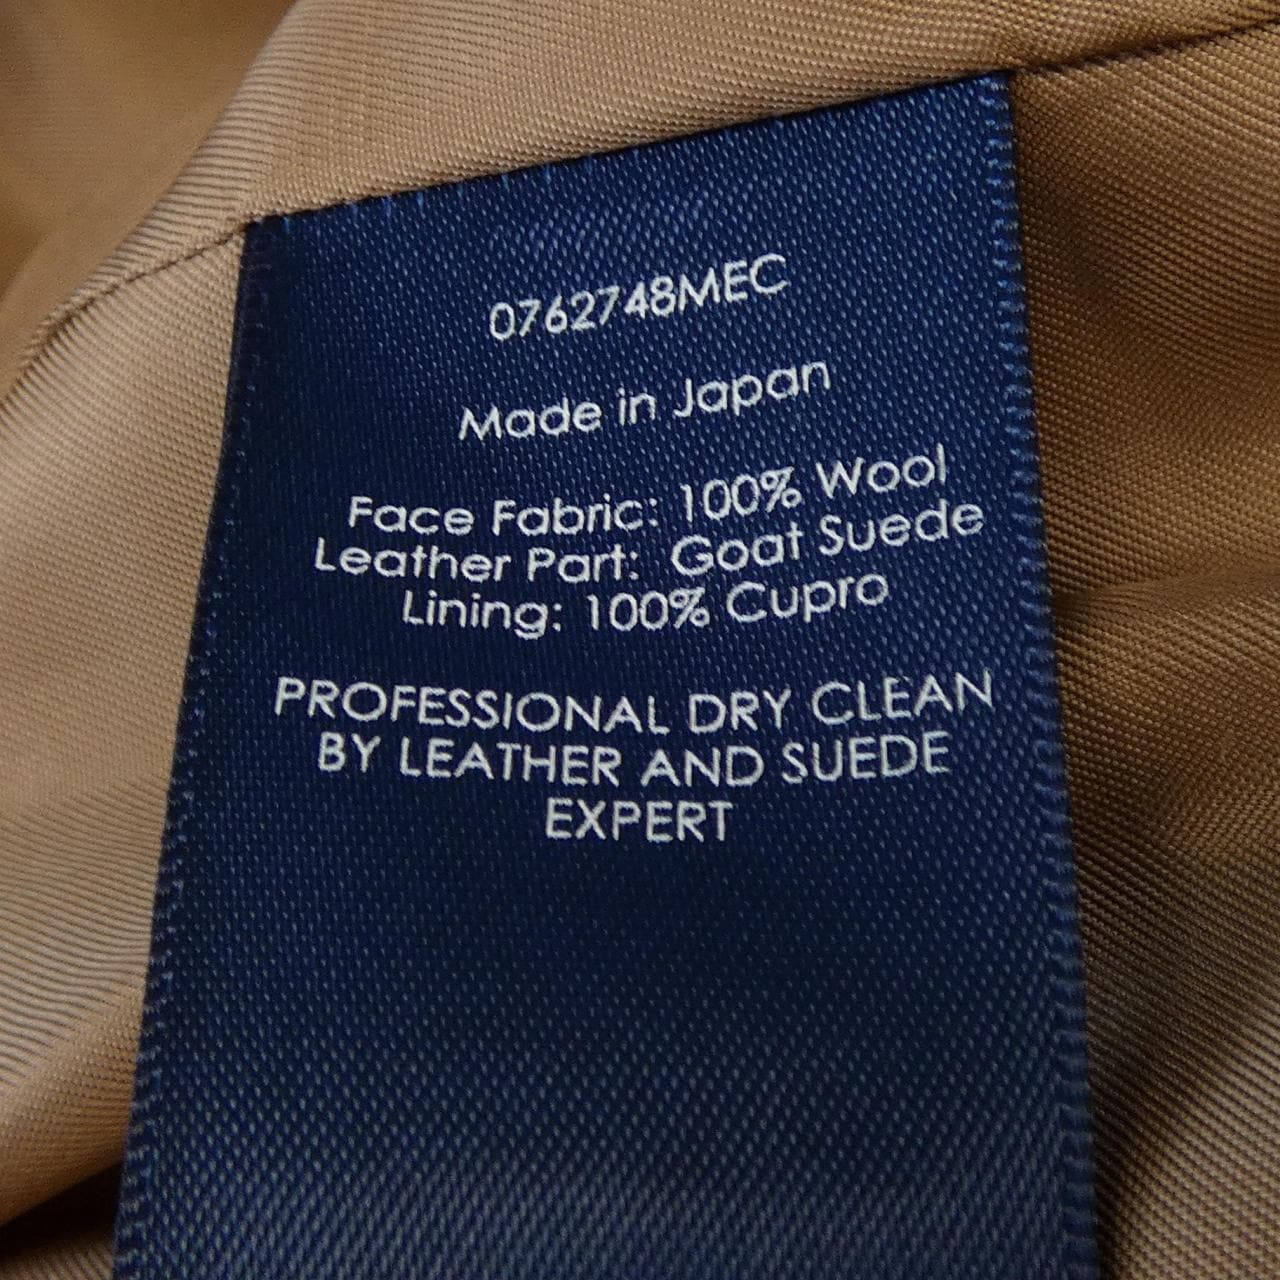 0762748MEC
Made in Japan
Face Fabric: 100% Wool
Leather Part: Goat Suede
Lining: 100% Cupro
PROFESSIONAL DRY CLEAN
BY LEATHER AND SUEDE
EXPERT